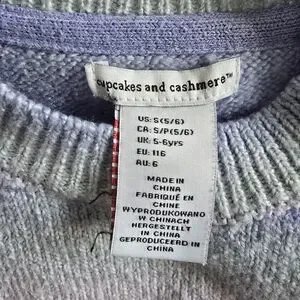 cupcakes and cashmere™
US: S(5/6)
CA: S/P(5/6)
UK: 5-6yrs
EU: 116
RU: 6
MADE IN
CHINA
FABRIQUÉ EN
CHINE
WYPRODUKOWANO
W CHINACH
HERGESTELLT
IN CHINA
GEPRODUCEERD IN
CHINA